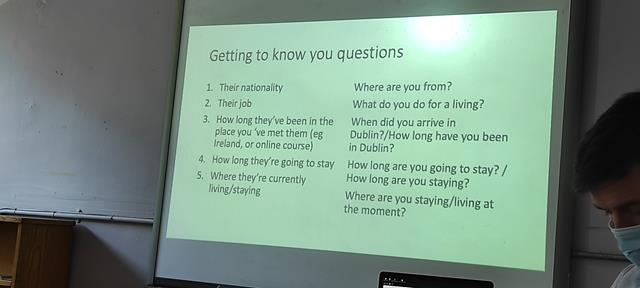 Getting to know you questions
1. Their nationality
2. Their job
3. How long they've been in the
place you 've met them (eg
Ireland, or online course)
4. How long they're going to stay
5. Where they're currently
living/staying
Where are you from?
What do you do for a living?
When did you arrive in
Dublin?/How long have you been
in Dublin?
How long are you going to stay? /
How long are you staying?
Where are you staying/living at
the moment?